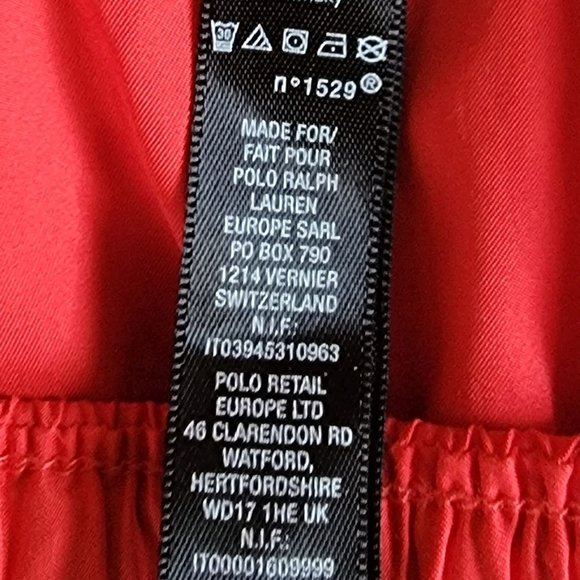 30
n°1529®
MADE FOR/
FAIT POUR
POLO RALPH
LAUREN
EUROPE SARL
PO BOX 790
1214 VERNIER
SWITZERLAND
N.I.F.:
IT03945310963
POLO RETAIL
EUROPE LTD
46 CLARENDON RD
WATFORD,
HERTFORDSHIRE
WD17 1HE UK
N.I.F.:
IT00001609999